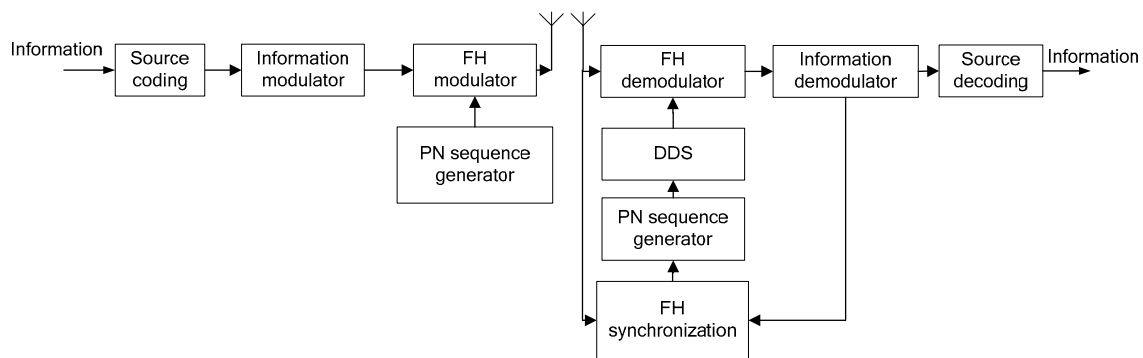 Information
Source
coding
Information
modulator
FH
modulator
PN sequence
generator
FH
demodulator
Information
demodulator
Source
decoding
Information
DDS
PN sequence
generator
FH
synchronization